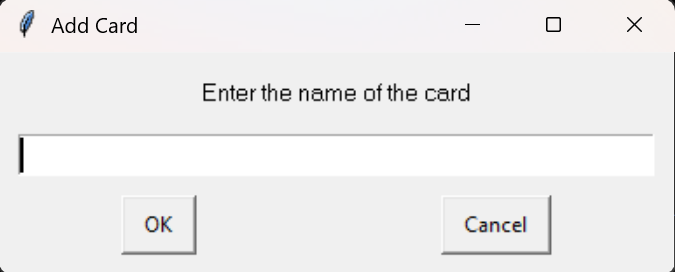 Add Card
Enter the name of the card
OK
Cancel